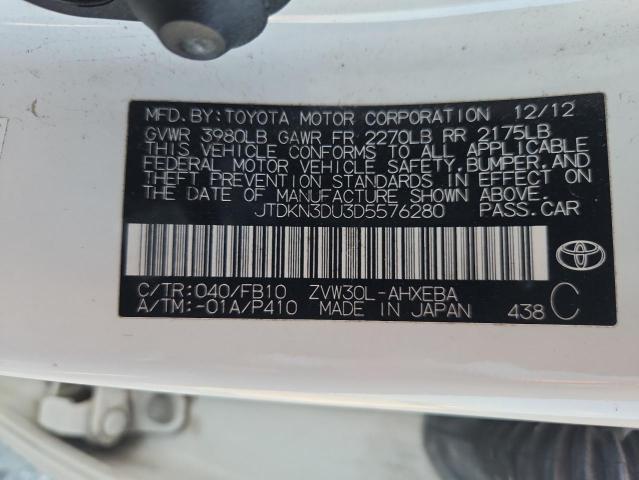 MFD.BY:TOYOTA MOTOR CORPORATION 12/12
GVWR 3980LB GAWR FR 2270LB RR 2175LB
THIS VEHICLE CONFORMS TO ALL APPLICABLE
FEDERAL MOTOR VEHICLE SAFETY,BUMPER,AND
THEFT PREVENTION STANDARDS IN EFFECT ON
THE DATE OF MANUFACTURE SHOWN ABOVE.
JTDKN3DU3D5576280 PASS.CAR
C/TR:040/FB10 ZVW30L-AHXEBA
A/TM:-01A/P410 MADE IN JAPAN 438 C